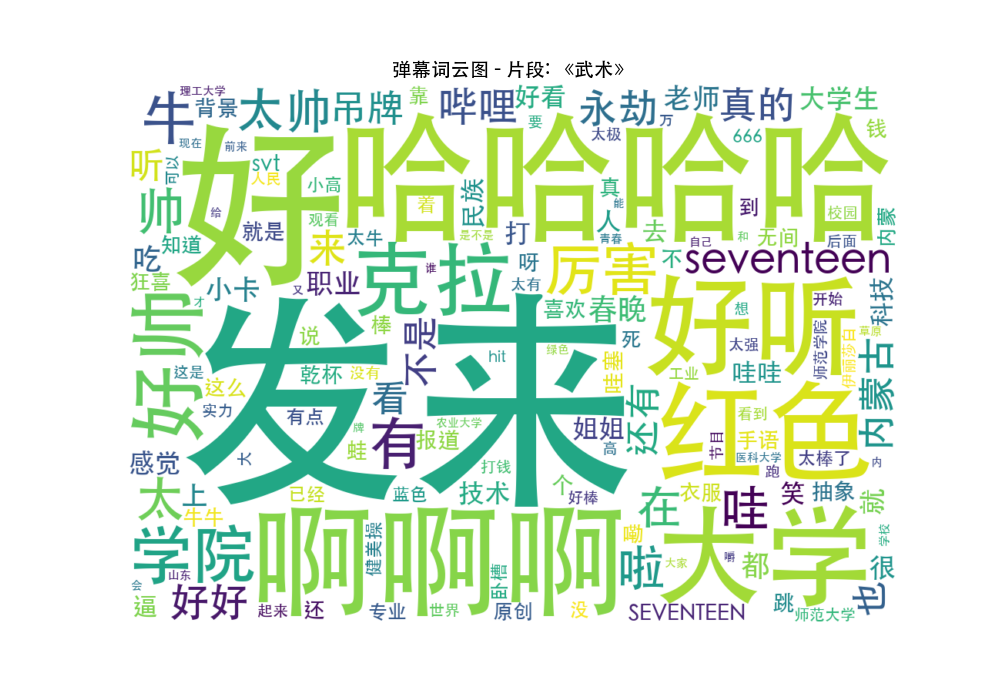 弹幕词云图 - 片段: 《武术》
理工大学
牛
背景
太帅
吊牌
靠
哔哩
好看
要
永劫
太极
老师
万
真的
666
大学生
钱
现在
前来
听
可以
svt
人民
好
哈哈哈哈
帅
给
小高
观看
着
民族
真
能
人
青春
到
校园
内蒙
知道
就是
来
太牛
是不是
打
去
自己
和
无间
后面
吃
狂喜
小卡
职业
又
谁
克拉
呀
太有
厉害
不
seventeen
才
好帅
发来
说
棒
不是
hit
喜欢
春晚
绿色
死
好听
想
太强
开始
科技
师范学院
伊丽莎白
草原
这是
这么
乾杯
没有
看
哇塞
工业
哇哇
内蒙古
实力
有点
牌
有
农业大学
报道
姐姐
还有
红色
看到
手语
节目
感觉
大
蛙
打钱
高
医科大学
跑
太棒了
内
太
上
已经
蓝色
技术
个
好棒
在
衣服
哇
笑
抽象
就
牛牛
学院
健美操
啊啊啊
嘞
大学
嚼
学校
山东
卧槽
啦
大家
都
很
会
逼
好好
起来
还
专业
世界
原创
没
SEVENTEEN
跳
师范大学
也